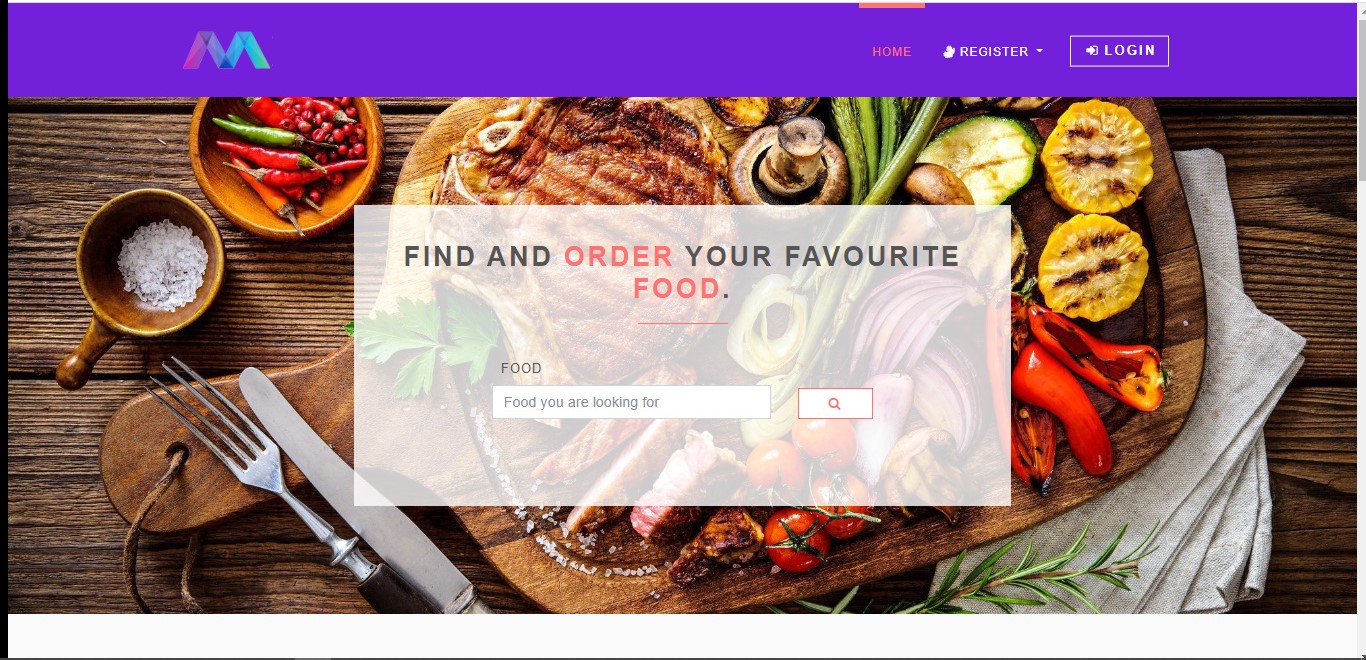 HOME REGISTER LOGIN
FIND AND ORDER YOUR FAVOURITE
FOOD.
FOOD
Food you are looking for